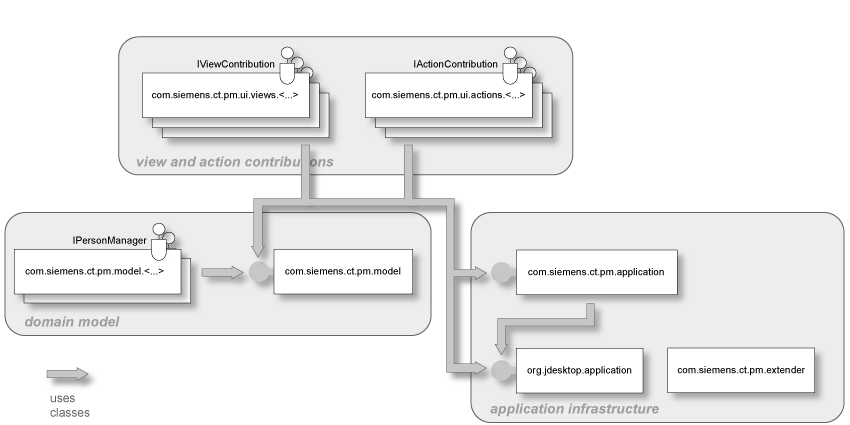 IViewContribution
IActionContribution
com.siemens.ct.pm.ui.views.<...>
com.siemens.ct.pm.ui.actions.<...>
view and action contributions
IPersonManager
com.siemens.ct.pm.model.<...>
com.siemens.ct.pm.model
com.siemens.ct.pm.application
domain model
org.jdesktop.application
com.siemens.ct.pm.extender
uses
classes
application infrastructure